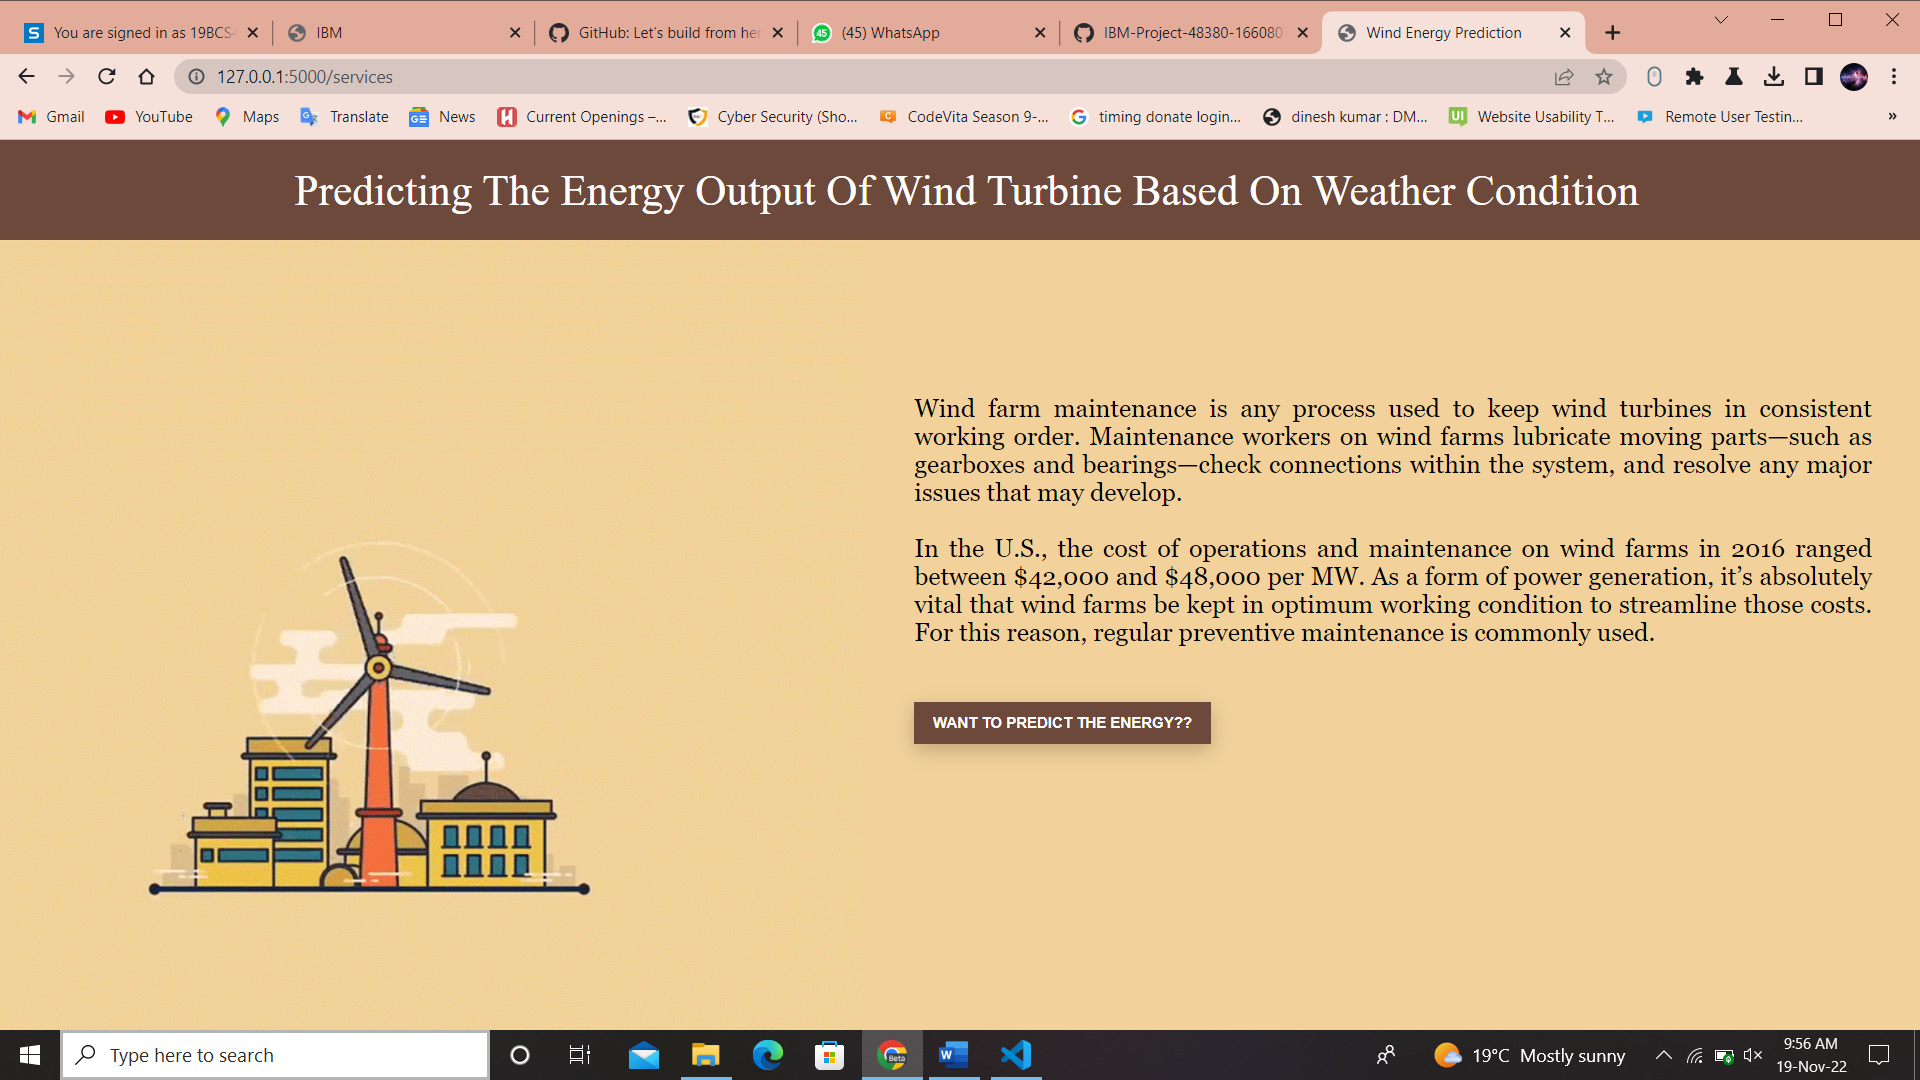 You are signed in as 19BCS
IBM
GitHub: Let's build from her
45
(45) WhatsApp
IBM-Project-48380-166080
Wind Energy Prediction
127.0.0.1:5000/services
Gmail
YouTube
Maps
Translate
News
Current Openings –...
Cyber Security (Sho...
CodeVita Season 9-...
timing donate login...
dinesh kumar : DM...
UI
Website Usability T...
Remote User Testin...
»
Predicting The Energy Output Of Wind Turbine Based On Weather Condition
Wind farm maintenance is any process used to keep wind turbines in consistent
working order. Maintenance workers on wind farms lubricate moving parts—such as
gearboxes and bearings—check connections within the system, and resolve any major
issues that may develop.
In the U.S., the cost of operations and maintenance on wind farms in 2016 ranged
between $42,000 and $48,000 per MW. As a form of power generation, it’s absolutely
vital that wind farms be kept in optimum working condition to streamline those costs.
For this reason, regular preventive maintenance is commonly used.
WANT TO PREDICT THE ENERGY??
Type here to search
Beta
W
19°C Mostly sunny
9:56 AM
19-Nov-22